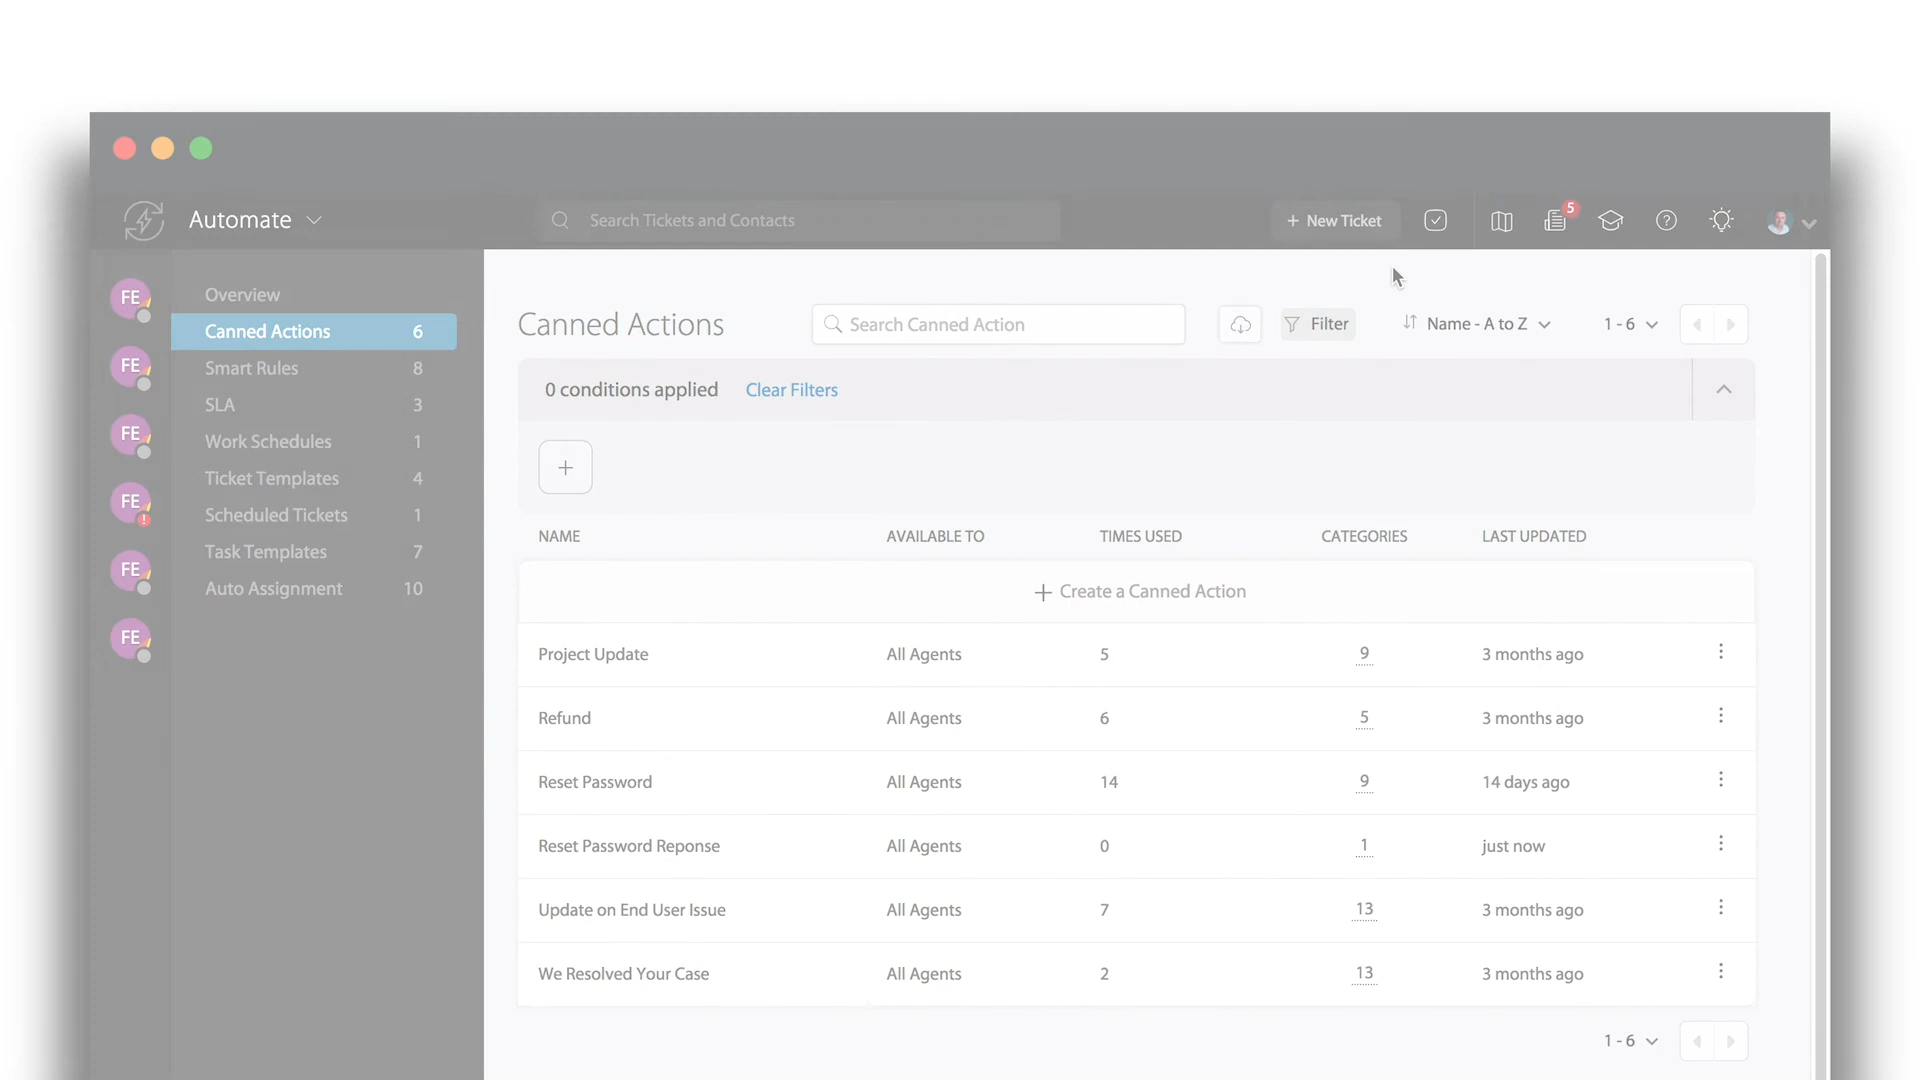 Automate
Search Tickets and Contacts
+ New Ticket
5
FE
FE
FE
FE
FE
FE
Overview
Canned Actions 6
Smart Rules 8
SLA 3
Work Schedules 1
Ticket Templates 4
Scheduled Tickets 1
Task Templates 7
Auto Assignment 10
Canned Actions
Search Canned Action
Filter
Name - A to Z
1 - 6
0 conditions applied Clear Filters
+
NAME AVAILABLE TO TIMES USED CATEGORIES LAST UPDATED
+ Create a Canned Action
Project Update All Agents 5 9 3 months ago
Refund All Agents 6 5 3 months ago
Reset Password All Agents 14 9 14 days ago
Reset Password Reponse All Agents 0 1 just now
Update on End User Issue All Agents 7 13 3 months ago
We Resolved Your Case All Agents 2 13 3 months ago
1 - 6